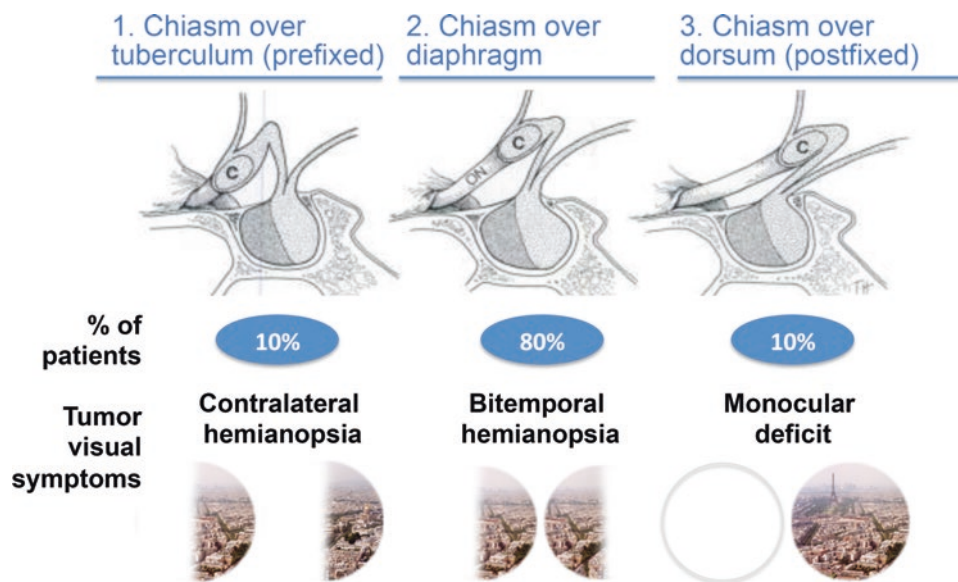 1. Chiasm over
tuberculum (prefixed)
2. Chiasm over
diaphragm
3. Chiasm over
dorsum (postfixed)
C
C
ON
C
TH
% of
patients
10%
80%
10%
Tumor
visual
symptoms
Contralateral
hemianopsia
Bitemporal
hemianopsia
Monocular
deficit